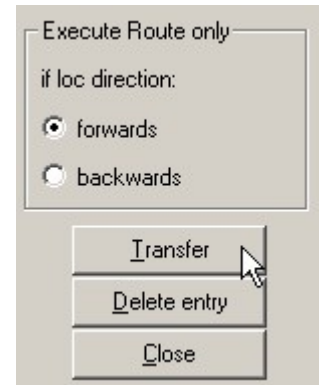 Execute Route only
if loc direction:
forwards
backwards
Transfer
Delete entry
Close